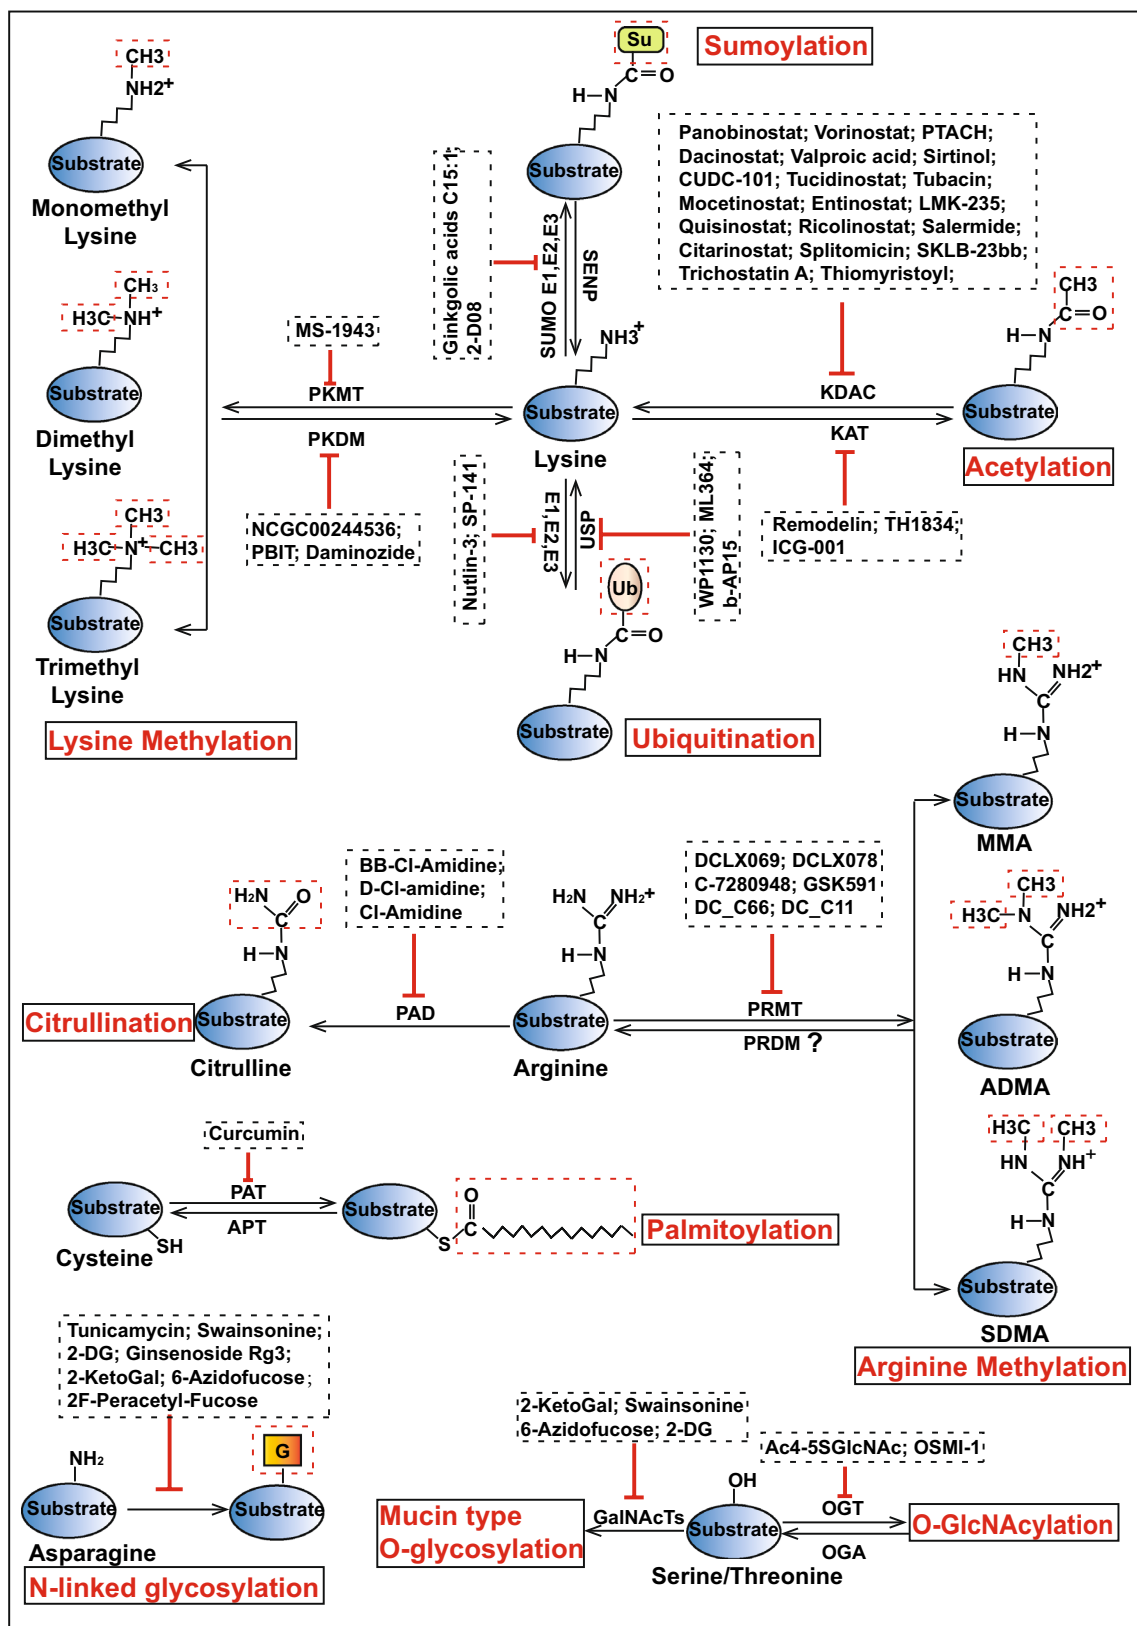 CH3
NH2+
Substrate
Monomethyl
Lysine
CH3
H3C
NH+
Substrate
Dimethyl
Lysine
CH3
H3C
N+
CH3
Substrate
Trimethyl
Lysine
Lysine Methylation
MS-1943
PKMT
PKDM
NCGC00244536;
PBIT; Daminozide
Su
C=O
H-N
Substrate
Sumoylation
Ginkgolic acids C15:1;
2-D08
SUMO E1,E2,E3
SENP
NH3+
Substrate
Lysine
Panobinostat; Vorinostat; PTACH;
Dacinostat; Valproic acid; Sirtinol;
CUDC-101; Tucidinostat; Tubacin;
Mocetinostat; Entinostat; LMK-235;
Quisinostat; Ricolinostat; Salermide;
Citarinostat; Splitomicin; SKLB-23bb;
Trichostatin A; Thiomyristoyl;
KDAC
KAT
CH3
C=O
H-N
Substrate
Acetylation
Remodelin; TH1834;
ICG-001
Nutlin-3; SP-141
E1,E2,E3
USP
WP1130; ML364;
b-AP15
Ub
C=O
H-N
Substrate
Ubiquitination
H2N
O
C
H-N
Substrate
Citrullination
Citrulline
BB-Cl-Amidine;
D-Cl-amidine;
Cl-Amidine
PAD
H2N
NH2+
C
H-N
Substrate
Arginine
DCLX069; DCLX078
C-7280948; GSK591
DC_C66; DC_C11
PRMT
PRDM ?
CH3
HN
NH2+
C
H-N
Substrate
MMA
CH3
H3C
N
NH2+
C
H-N
Substrate
ADMA
H3C
CH3
HN
NH+
C
H-N
Substrate
SDMA
Arginine Methylation
Curcumin
PAT
APT
Substrate
SH
Cysteine
Substrate
S
O
C
Palmitoylation
Tunicamycin; Swainsonine;
2-DG; Ginsenoside Rg3;
2-KetoGal; 6-Azidofucose;
2F-Peracetyl-Fucose
NH2
Substrate
Asparagine
G
Substrate
N-linked glycosylation
2-KetoGal; Swainsonine
6-Azidofucose; 2-DG
GalNAcTs
Mucin type
O-glycosylation
OH
Substrate
Serine/Threonine
Ac4-5SGlcNAc; OSMI-1
OGT
OGA
O-GlcNAcylation